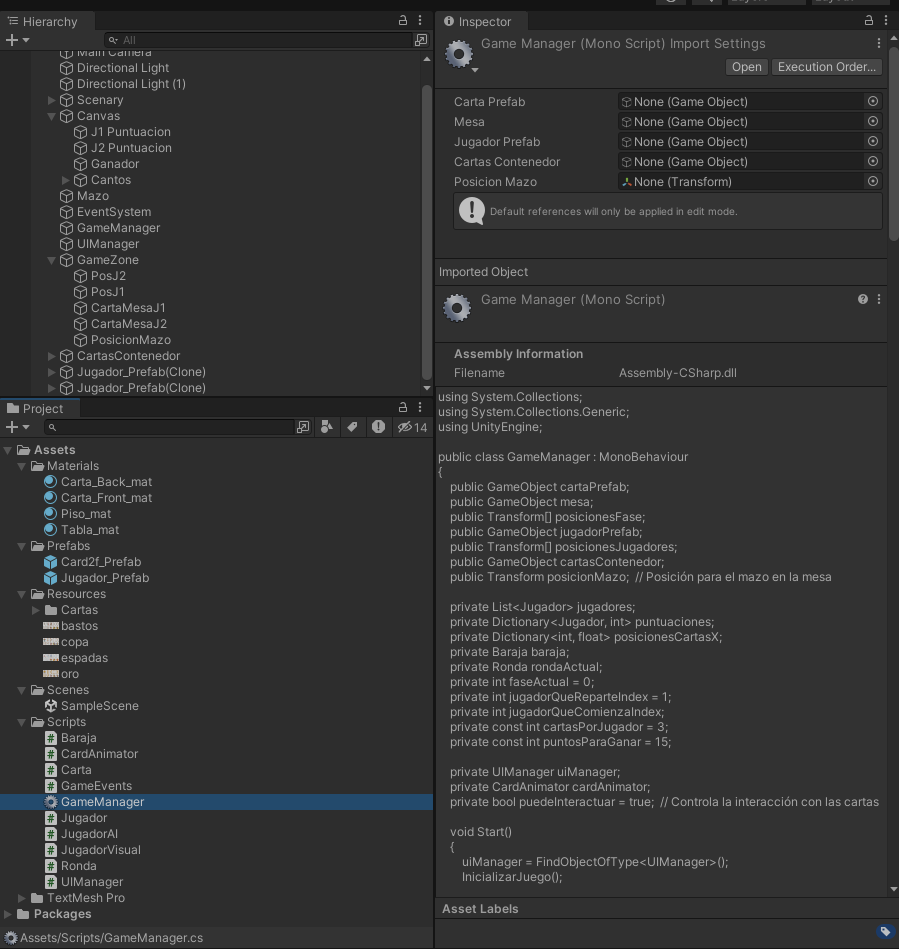 Hierarchy
All
Main Camera
Directional Light
Directional Light (1)
Scenary
Canvas
J1 Puntuacion
J2 Puntuacion
Ganador
Cantos
Mazo
EventSystem
GameManager
UIManager
GameZone
PosJ2
PosJ1
CartaMesaJ1
CartaMesaJ2
PosicionMazo
CartasContenedor
Jugador_Prefab(Clone)
Jugador_Prefab(Clone)
Project
14
Assets
Materials
Carta_Back_mat
Carta_Front_mat
Piso_mat
Tabla_mat
Prefabs
Card2f_Prefab
Jugador_Prefab
Resources
Cartas
bastos
copa
espadas
oro
Scenes
SampleScene
Scripts
Baraja
CardAnimator
Carta
GameEvents
GameManager
Jugador
JugadorAI
JugadorVisual
Ronda
UIManager
TextMesh Pro
Packages
Assets/Scripts/GameManager.cs
Inspector
Game Manager (Mono Script) Import Settings
Open Execution Order...
Carta Prefab None (Game Object)
Mesa None (Game Object)
Jugador Prefab None (Game Object)
Cartas Contenedor None (Game Object)
Posicion Mazo None (Transform)
Default references will only be applied in edit mode.
Imported Object
Game Manager (Mono Script)
Assembly Information
Filename Assembly-CSharp.dll
using System.Collections;
using System.Collections.Generic;
using UnityEngine;
public class GameManager : MonoBehaviour
{
public GameObject cartaPrefab;
public GameObject mesa;
public Transform[] posicionesFase;
public GameObject jugadorPrefab;
public Transform[] posicionesJugadores;
public GameObject cartasContenedor;
public Transform posicionMazo; // Posición para el mazo en la mesa
private List<Jugador> jugadores;
private Dictionary<Jugador, int> puntuaciones;
private Dictionary<int, float> posicionesCartasX;
private Baraja baraja;
private Ronda rondaActual;
private int faseActual = 0;
private int jugadorQueReparteIndex = 1;
private int jugadorQueComienzaIndex;
private const int cartasPorJugador = 3;
private const int puntosParaGanar = 15;
private UIManager uiManager;
private CardAnimator cardAnimator;
private bool puedeInteractuar = true; // Controla la interacción con las cartas
void Start()
{
uiManager = FindObjectOfType<UIManager>();
InicializarJuego();
Asset Labels